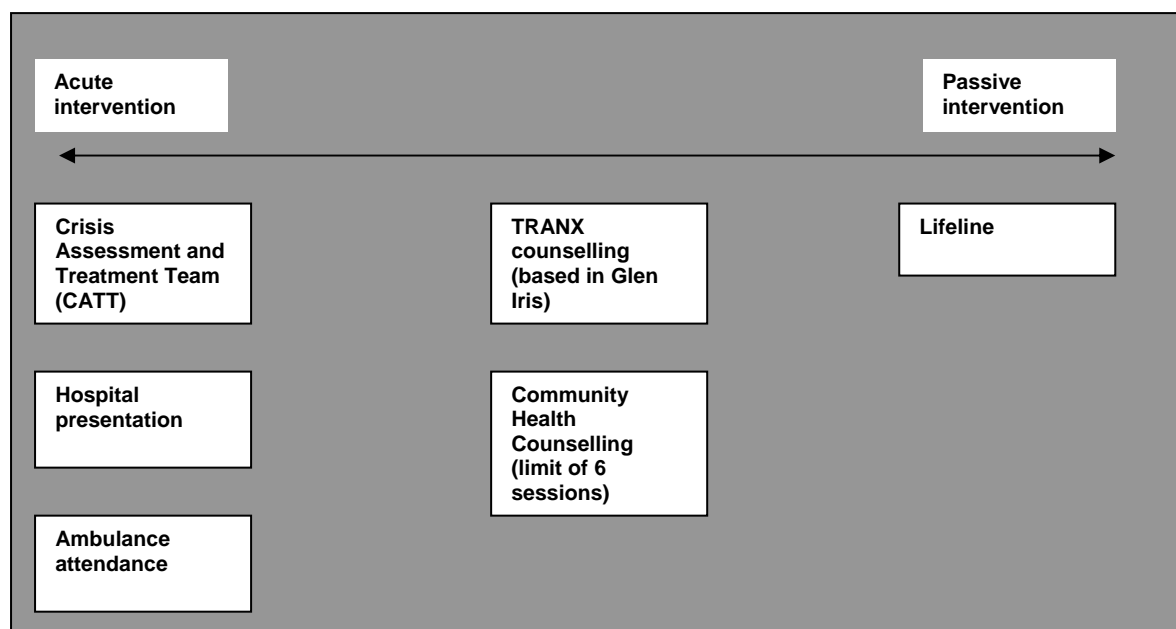 Acute
intervention
Passive
intervention
Crisis
Assessment and
Treatment Team
(CATT)
TRANX
counselling
(based in Glen
Iris)
Lifeline
Hospital
presentation
Community
Health
Counselling
(limit of 6
sessions)
Ambulance
attendance